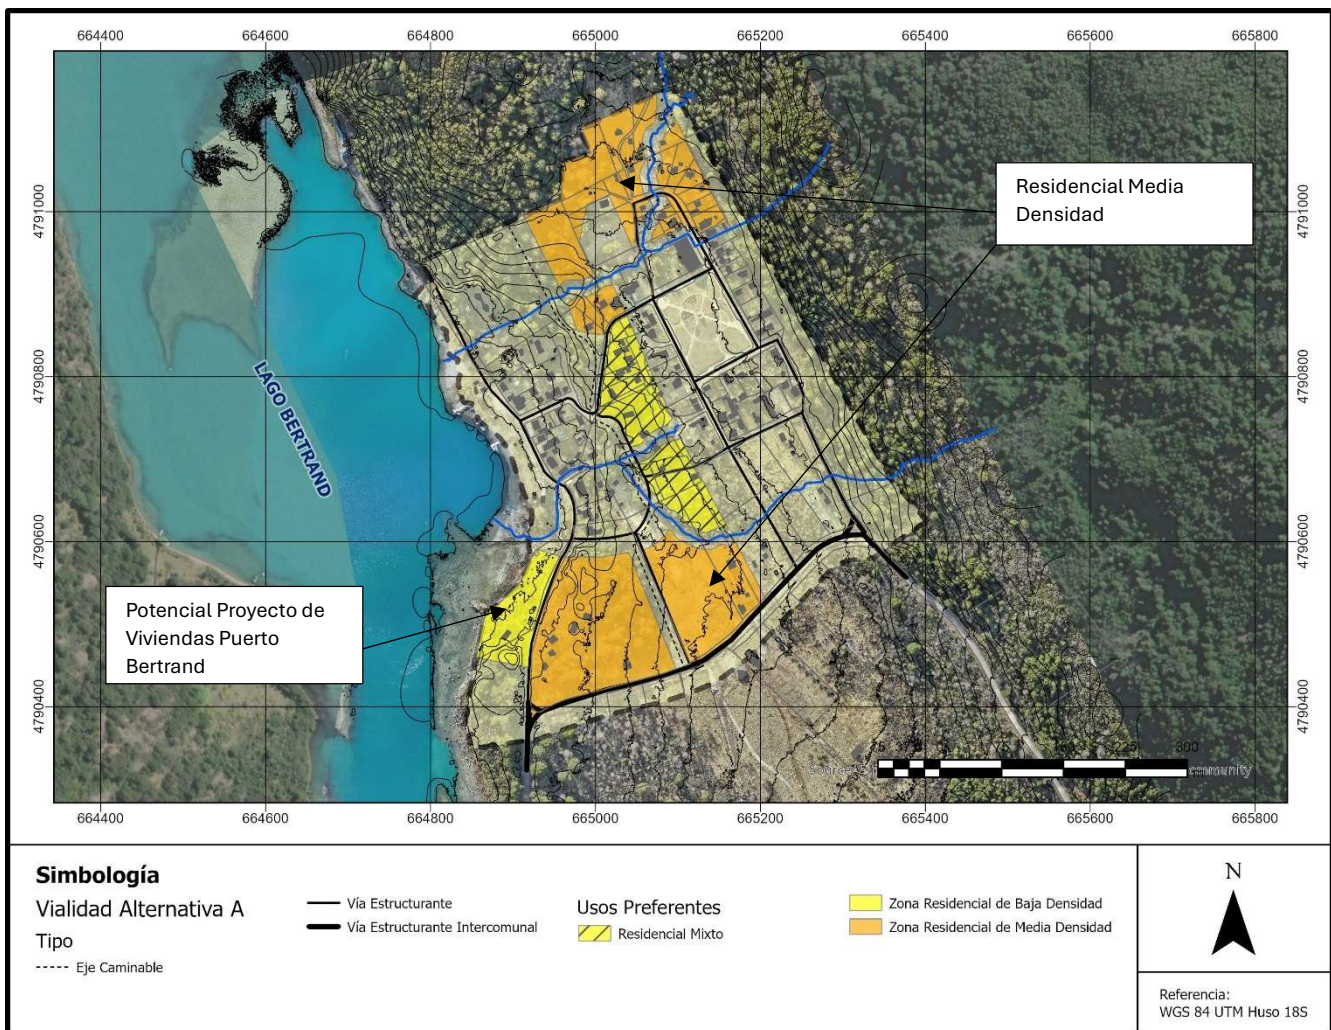 664400 664600 664800 665000 665200 665400 665600 665800
4791000
4790800
4790600
4790400
4791000
4790800
4790600
4790400
Residencial Media
Densidad
LAGO BERTRAND
Potencial Proyecto de
Viviendas Puerto
Bertrand
225 300
664400 664600 664800 665000 665200 665400 665600 665800
Simbología
Vialidad Alternativa A
Tipo
Eje Caminable
Vía Estructurante
Vía Estructurante Intercomunal
Usos Preferentes
Residencial Mixto
Zona Residencial de Baja Densidad
Zona Residencial de Media Densidad
N
Referencia:
WGS 84 UTM Huso 18S